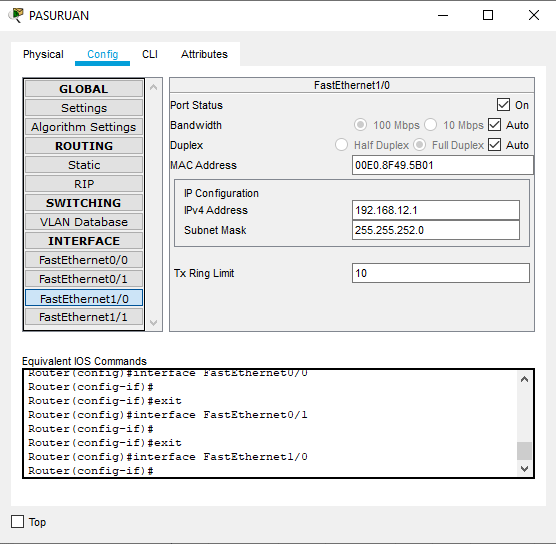 PASURUAN
Physical Config CLI Attributes
GLOBAL
Settings
Algorithm Settings
ROUTING
Static
RIP
SWITCHING
VLAN Database
INTERFACE
FastEthernet0/0
FastEthernet0/1
FastEthernet1/0
FastEthernet1/1
FastEthernet1/0
Port Status On
Bandwidth 100 Mbps 10 Mbps Auto
Duplex Half Duplex Full Duplex Auto
MAC Address 00E0.8F49.5B01
IP Configuration
IPv4 Address 192.168.12.1
Subnet Mask 255.255.252.0
Tx Ring Limit 10
Equivalent IOS Commands
Router(config)#interface FastEthernet0/0
Router(config-if)#
Router(config-if)#exit
Router(config)#interface FastEthernet0/1
Router(config-if)#
Router(config-if)#exit
Router(config)#interface FastEthernet1/0
Router(config-if)#
Top